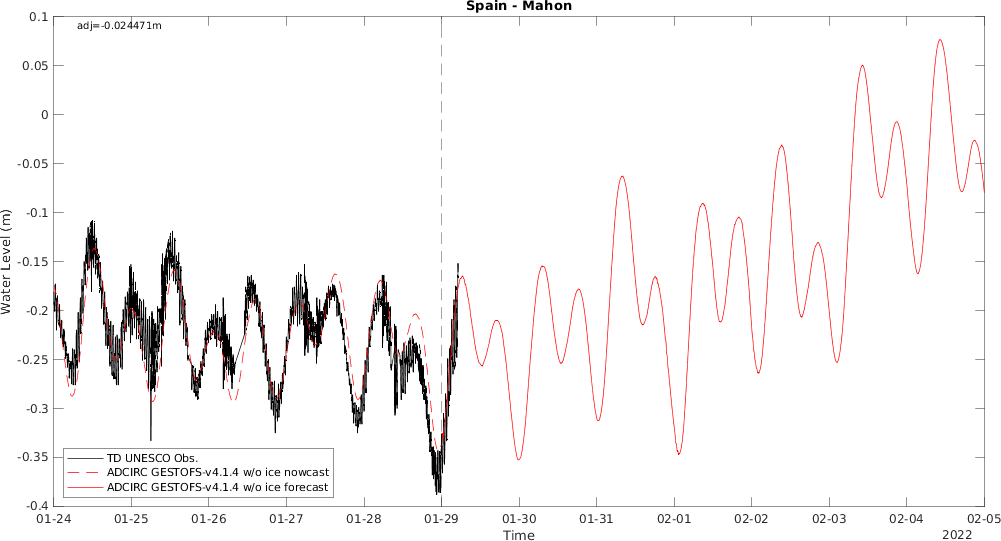 Spain - Mahon
adj=-0.024471m
0.1
0.05
0
-0.05
-0.1
-0.15
-0.2
-0.25
-0.3
-0.35
-0.4
Water Level (m)
TD UNESCO Obs.
ADCIRC GESTOFS-v4.1.4 w/o ice nowcast
ADCIRC GESTOFS-v4.1.4 w/o ice forecast
01-24 01-25 01-26 01-27 01-28 01-29 01-30 01-31 02-01 02-02 02-03 02-04 02-05
Time
2022